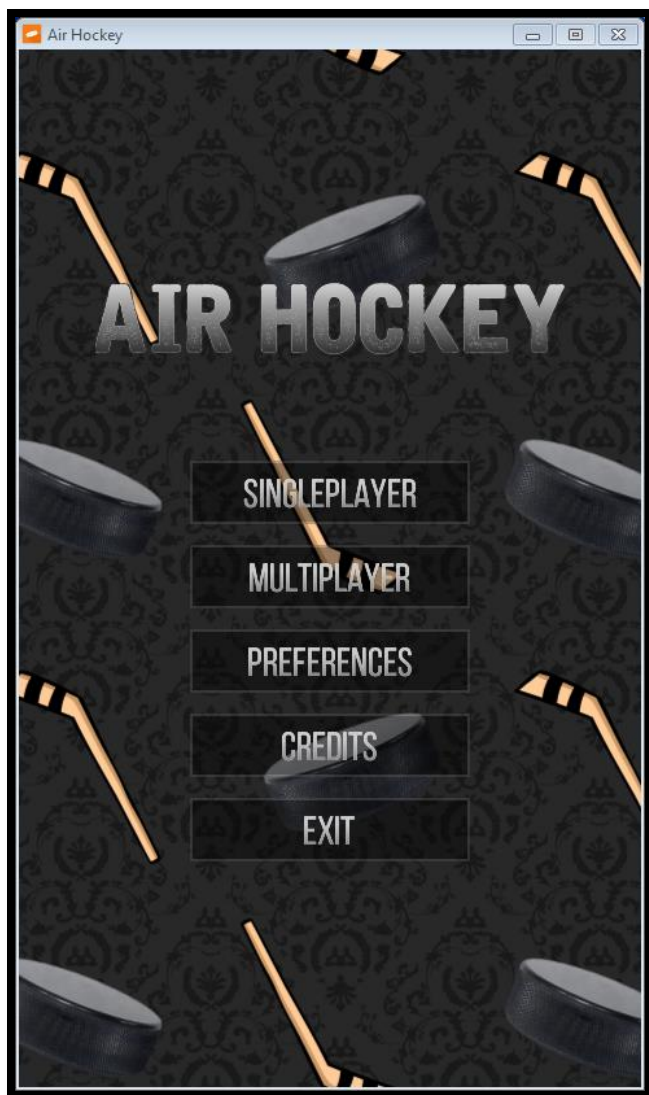 Air Hockey
AIR HOCKEY
SINGLEPLAYER
MULTIPLAYER
PREFERENCES
CREDITS
EXIT